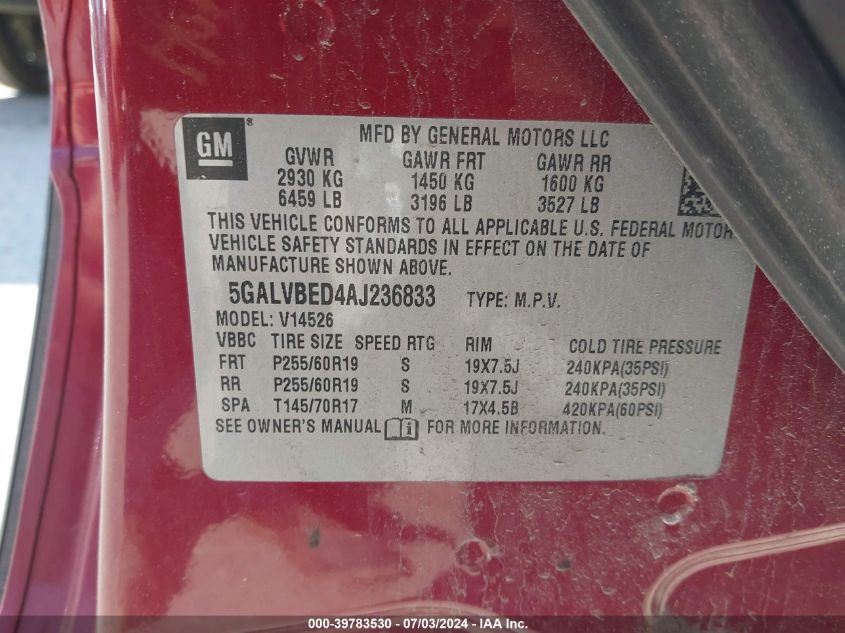 GM®
MFD BY GENERAL MOTORS LLC
GVWR GAWR FRT GAWR RR
2930 KG 1450 KG 1600 KG
6459 LB 3196 LB 3527 LB
THIS VEHICLE CONFORMS TO ALL APPLICABLE U.S. FEDERAL MOTOR
VEHICLE SAFETY STANDARDS IN EFFECT ON THE DATE OF
MANUFACTURE SHOWN ABOVE.
5GALVBED4AJ236833 TYPE: M.P.V.
MODEL: V14526
VBBC TIRE SIZE SPEED RTG RIM COLD TIRE PRESSURE
FRT P255/60R19 S 19X7.5J 240KPA(35PSI)
RR P255/60R19 S 19X7.5J 240KPA(35PSI)
SPA T145/70R17 M 17X4.5B 420KPA(60PSI)
SEE OWNER'S MANUAL FOR MORE INFORMATION.
000-39783530 - 07/03/2024 - IAAI.COM